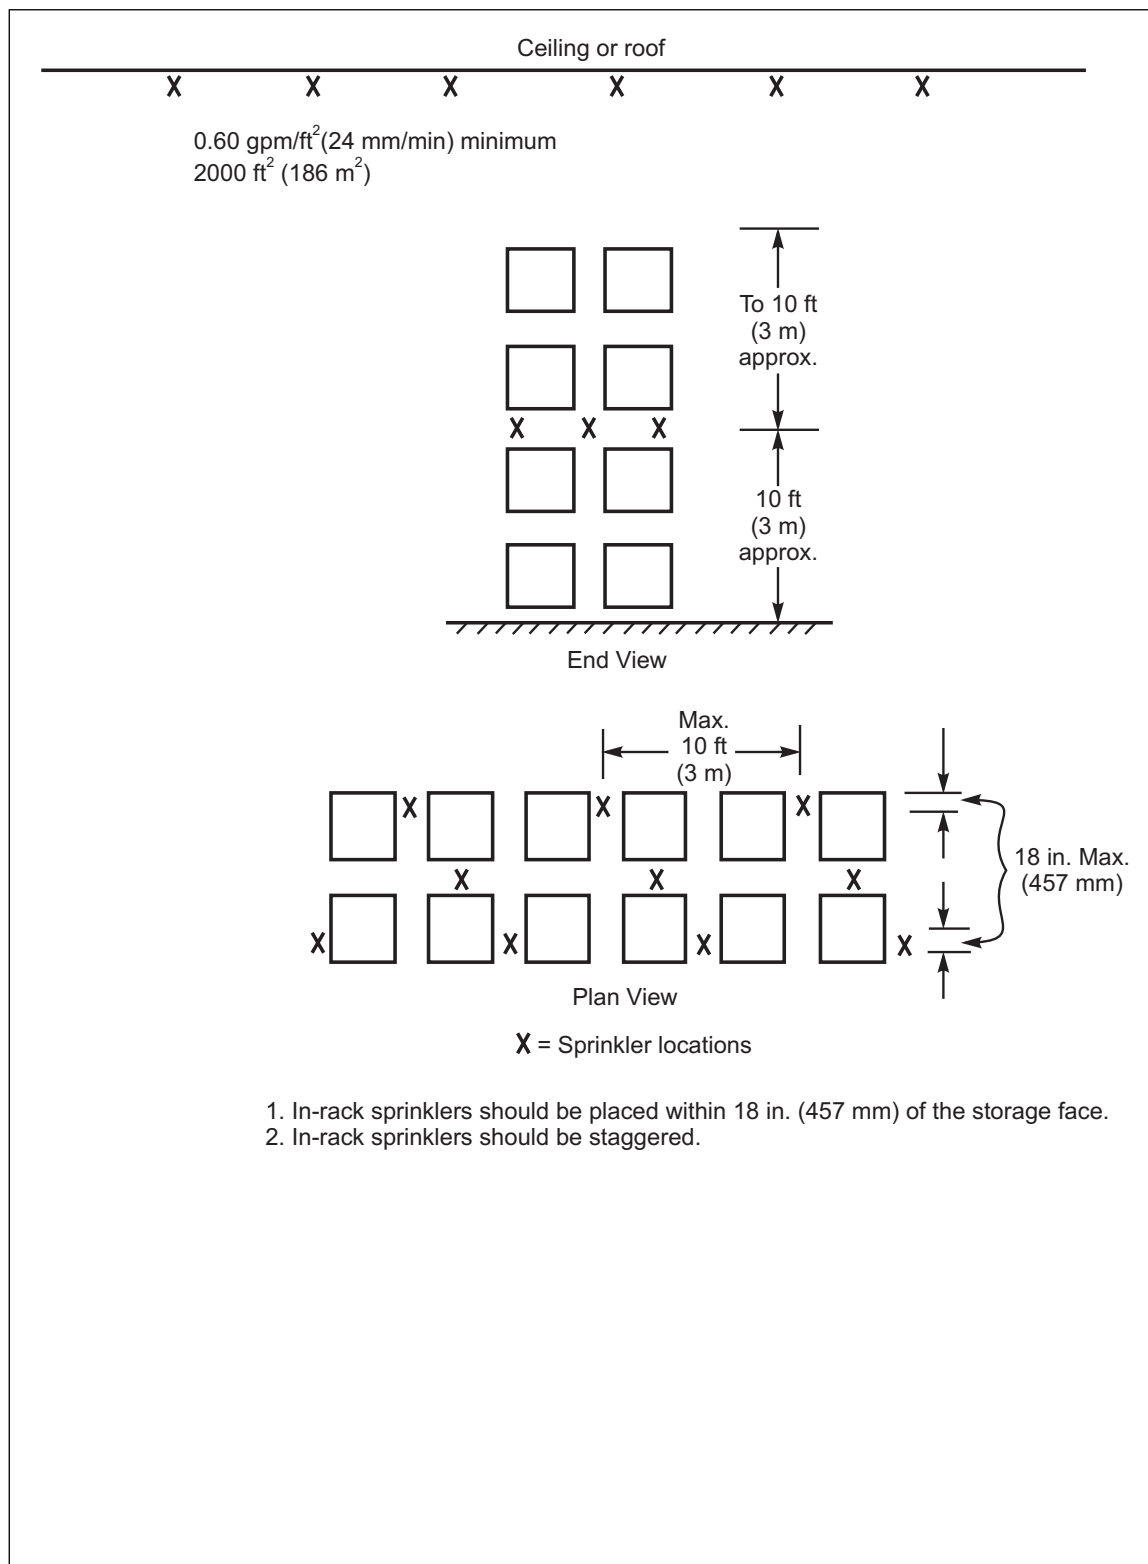 Ceiling or roof
X X X X X X
0.60 gpm/ft²(24 mm/min) minimum
2000 ft² (186 m²)
To 10 ft
(3 m)
approx.
X X X
10 ft
(3 m)
approx.
End View
Max.
10 ft
(3 m)
X X X
18 in. Max.
(457 mm)
X X X
X X X X
Plan View
X = Sprinkler locations
1. In-rack sprinklers should be placed within 18 in. (457 mm) of the storage face.
2. In-rack sprinklers should be staggered.